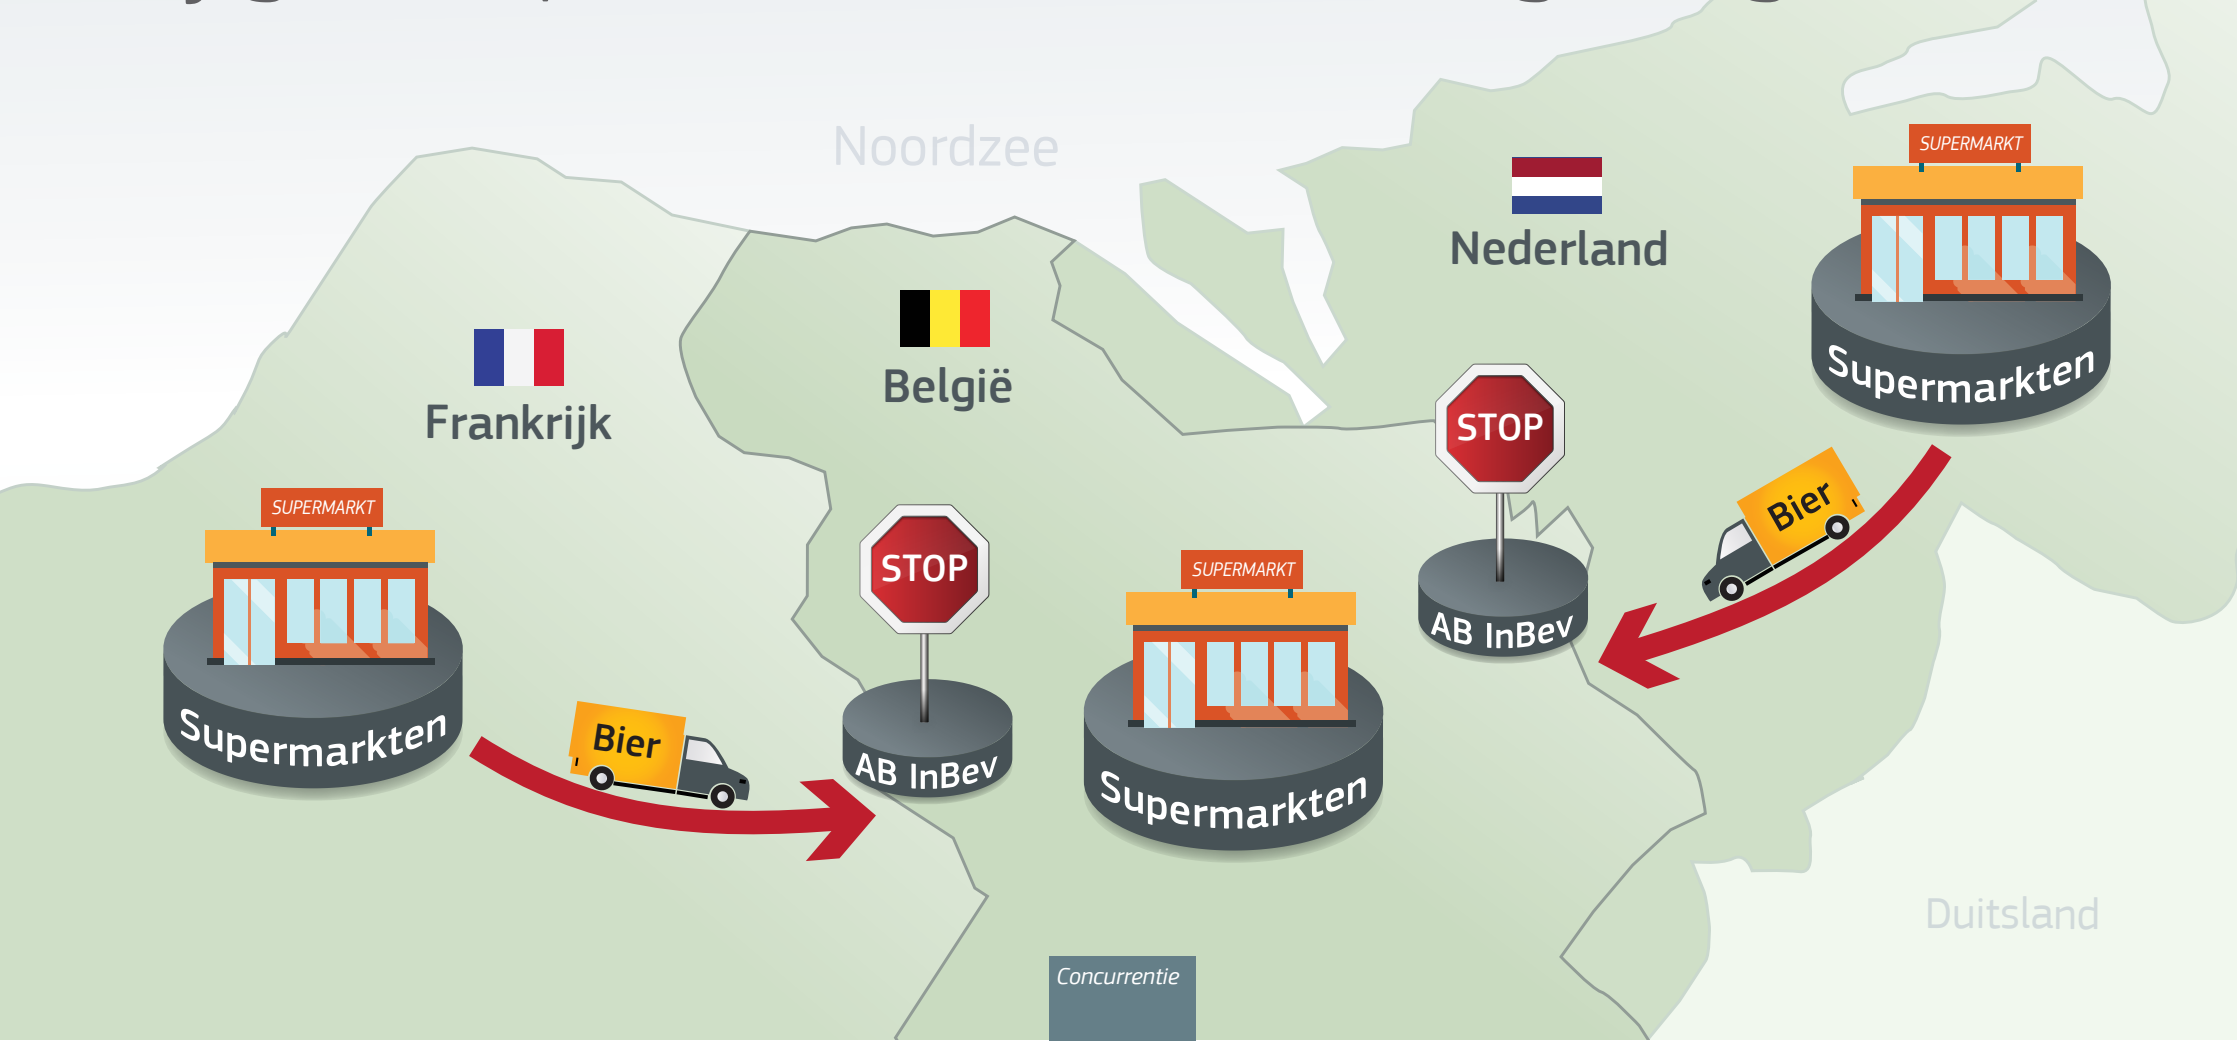 Noordzee
SUPERMARKT
Nederland
België
Frankrijk
Supermarkten
STOP
Bier
SUPERMARKT
STOP
SUPERMARKT
AB InBev
Supermarkten
Bier
AB InBev
Supermarkten
Duitsland
Concurrentie